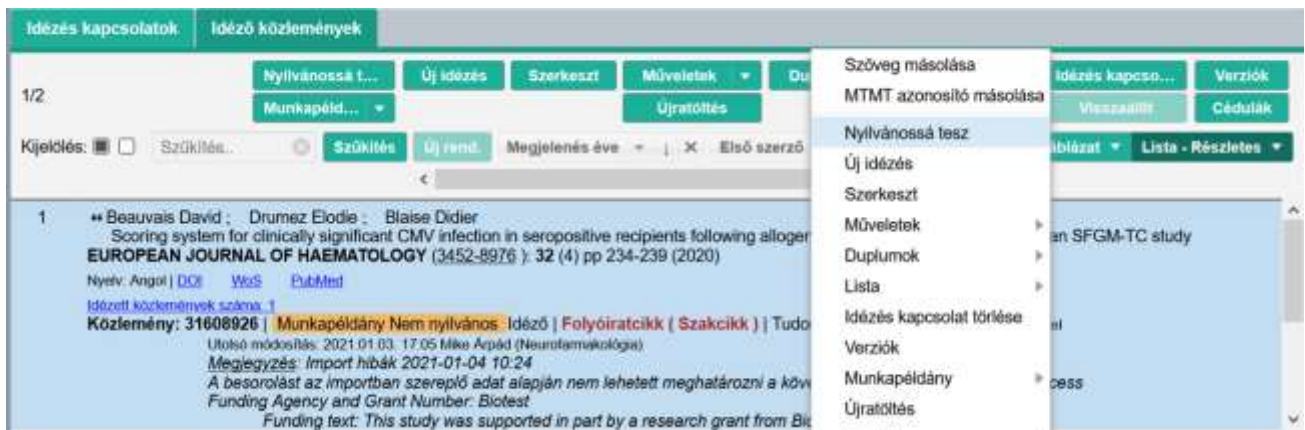 Idézés kapcsolatok Idéző közlemények
1/2
Nyilvánossá t... Új idézés Szerkeszt Műveletek Du Idézés kapcso... Verziók
Munkapéld... Újratöltés Visszaállít Cédulák
Kijelölés: Szűkítés.. Szűkítés Új rend. Megjelenés éve Első szerző áblázat Lista - Részletes
Szöveg másolása
MTMT azonosító másolása
Nyilvánossá tesz
Új idézés
Szerkeszt
Műveletek
Duplumok
Lista
Idézés kapcsolat törlése
Verziók
Munkapéldány
Újratöltés
1 Beauvais David ; Drumez Elodie ; Blaise Didier
Scoring system for clinically significant CMV infection in seropositive recipients following alloger an SFGM-TC study
EUROPEAN JOURNAL OF HAEMATOLOGY (3452-8976 ): 32 (4) pp 234-239 (2020)
Nyelv: Angol | DOI WoS PubMed
Idézett közlemények száma: 1
Közlemény: 31608926 | Munkapéldány Nem nyilvános Idéző | Folyóiratcikk ( Szakcikk ) | Tudo el
Utolsó módosítás: 2021.01.03. 17:05 Mike Árpád (Neurofarmakológia)
Megjegyzés: Import hibák 2021-01-04 10:24
A besorolást az importban szereplő adat alapján nem lehetett meghatározni a köve cess
Funding Agency and Grant Number: Biotest
Funding text: This study was supported in part by a research grant from Bio